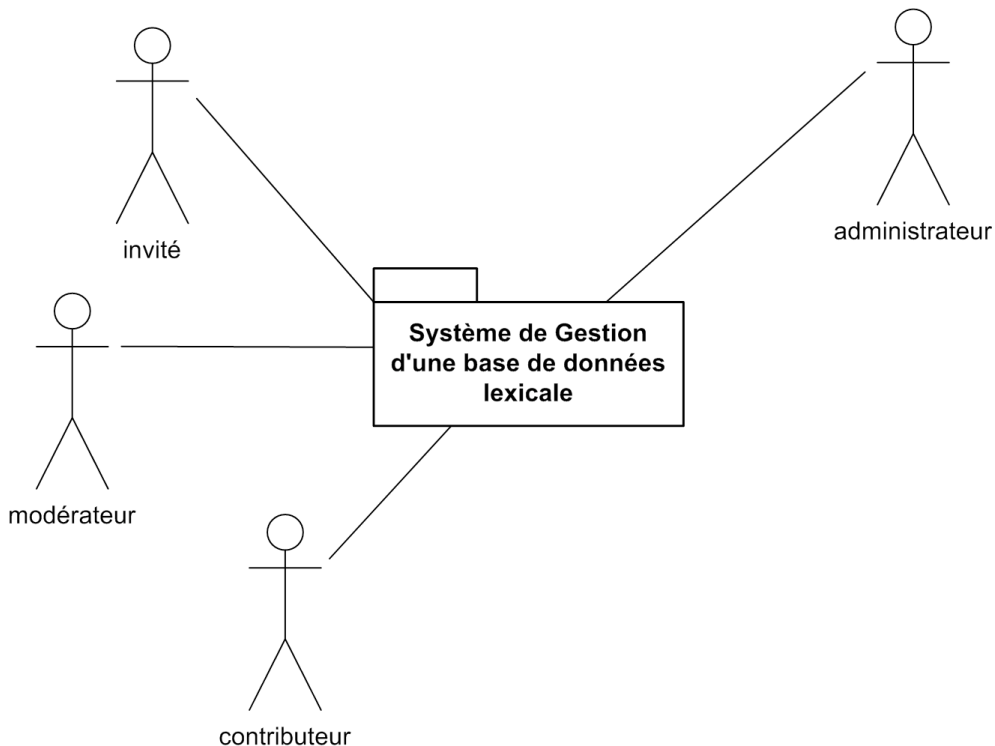 invité
administrateur
Système de Gestion
d'une base de données
lexicale
modérateur
contributeur